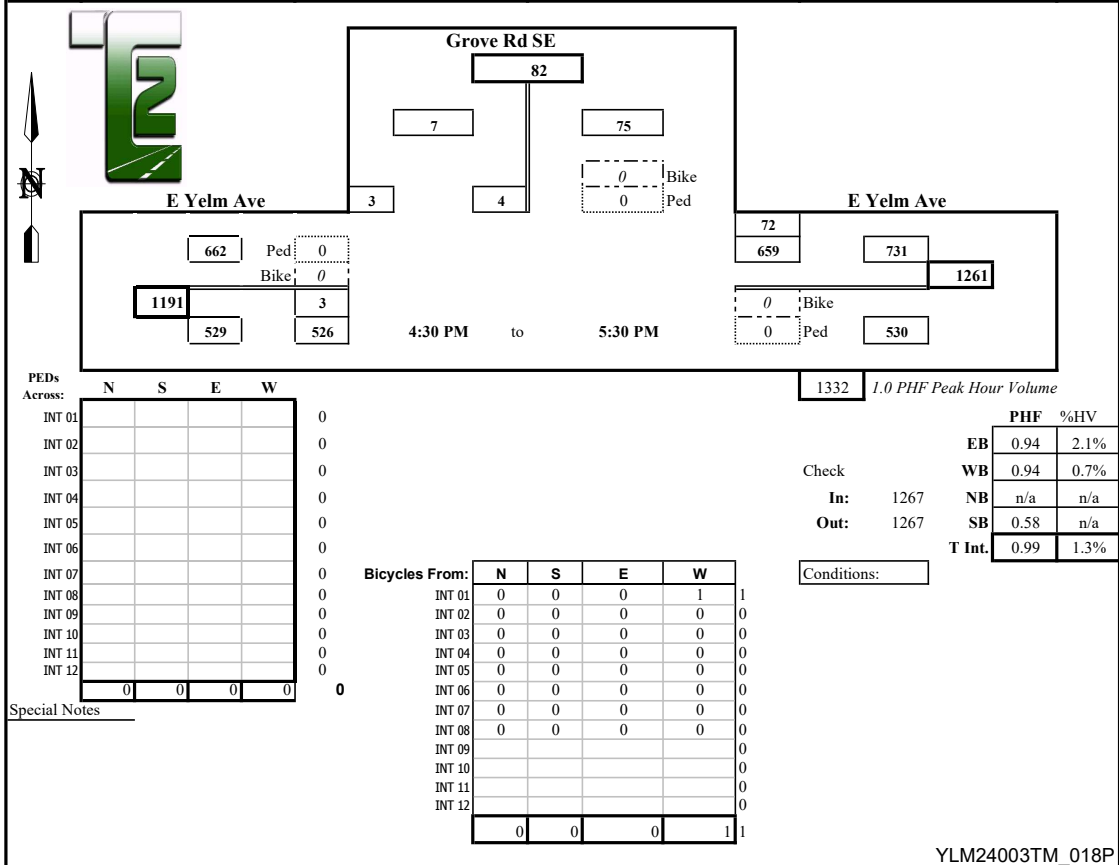 Grove Rd SE
82
T2
7 75
0 Bike
N
E Yelm Ave 3 4 0 Ped E Yelm Ave
72
662 Ped 0 659 731
Bike 0 1261
1191 3 0 Bike
529 526 4:30 PM to 5:30 PM 0 Ped 530
PEDs
Across: N S E W 1332 1.0 PHF Peak Hour Volume
INT 01 0 PHF %HV
INT 02 0 EB 0.94 2.1%
INT 03 0 Check WB 0.94 0.7%
INT 04 0 In: 1267 NB n/a n/a
INT 05 0 Out: 1267 SB 0.58 n/a
INT 06 0 T Int. 0.99 1.3%
INT 07 0 Bicycles From: N S E W Conditions:
INT 08 0 INT 01 0 0 0 1 1
INT 09 0 INT 02 0 0 0 0 0
INT 10 0 INT 03 0 0 0 0 0
INT 11 0 INT 04 0 0 0 0 0
INT 12 0 INT 05 0 0 0 0 0
0 0 0 0 0 INT 06 0 0 0 0 0
Special Notes INT 07 0 0 0 0 0
INT 08 0 0 0 0 0
INT 09 0
INT 10 0
INT 11 0
INT 12 0
0 0 0 1 1
YLM24003TM_018P